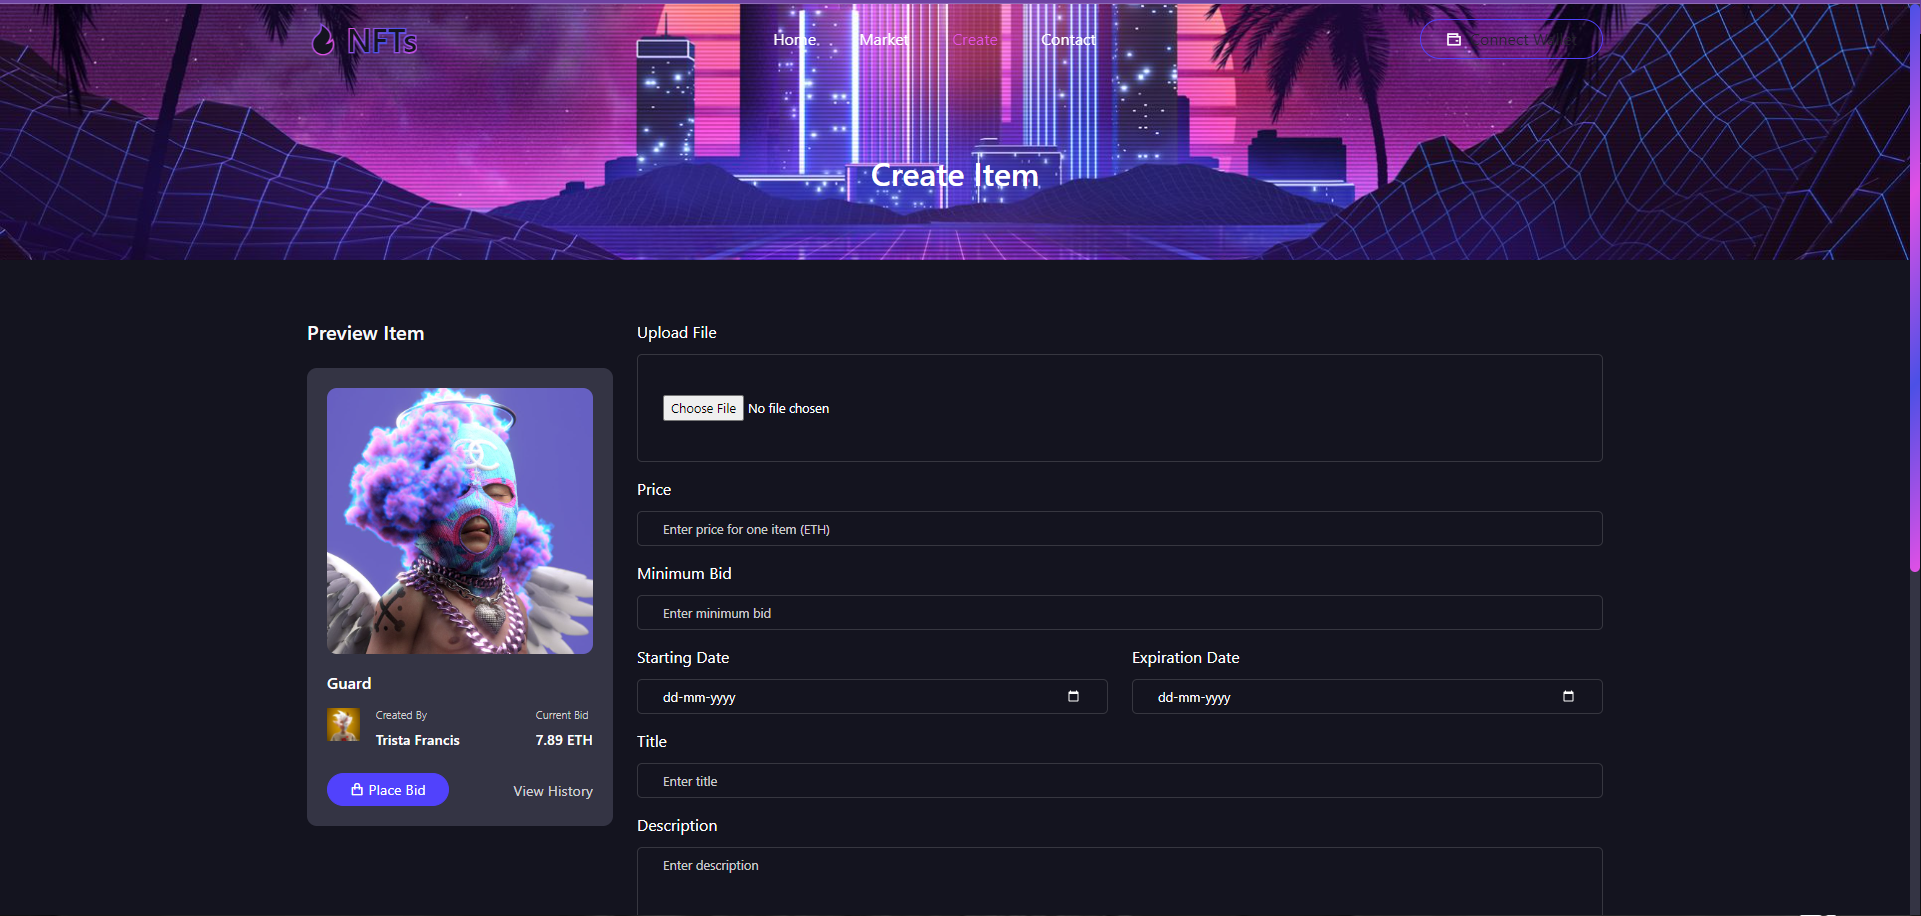 NFTs
Home Market Create Contact Connect Wallet
Create Item
Preview Item
Guard
Created By Current Bid
Trista Francis 7.89 ETH
Place Bid View History
Upload File
Choose File No file chosen
Price
Enter price for one item (ETH)
Minimum Bid
Enter minimum bid
Starting Date Expiration Date
dd-mm-yyyy dd-mm-yyyy
Title
Enter title
Description
Enter description